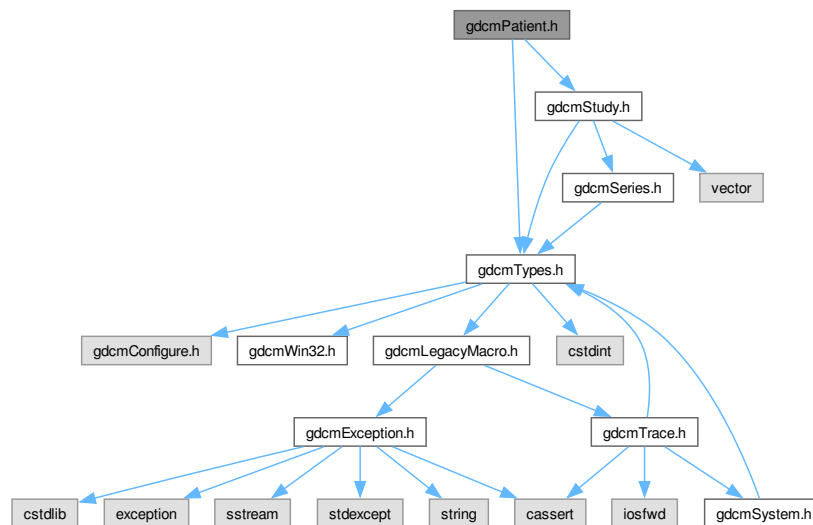 gdcmPatient.h
gdcmStudy.h
gdcmSeries.h
vector
gdcmTypes.h
gdcmConfigure.h
gdcmWin32.h
gdcmLegacyMacro.h
cstdint
gdcmException.h
gdcmTrace.h
cstdlib
exception
sstream
stdexcept
string
cassert
iosfwd
gdcmSystem.h